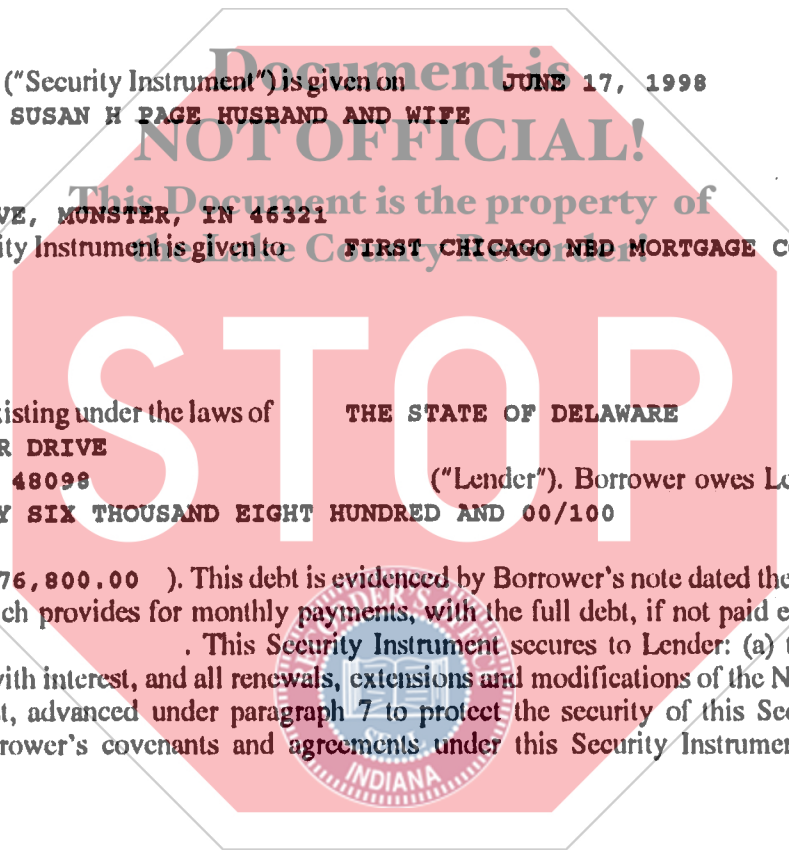 Document is
("Security Instrument") is given on JUNE 17, 1998
SUSAN H PAGE HUSBAND AND WIFE
NOT OFFICIAL!
This Document is the property of
VE, MUNSTER, IN 46321
the Lake County Recorder!
ity Instrument is given to FIRST CHICAGO NBD MORTGAGE C
STOP
isting under the laws of THE STATE OF DELAWARE
R DRIVE
48098 ("Lender"). Borrower owes Le
Y SIX THOUSAND EIGHT HUNDRED AND 00/100
76,800.00 ). This debt is evidenced by Borrower's note dated the
ch provides for monthly payments, with the full debt, if not paid e
. This Security Instrument secures to Lender: (a) t
with interest, and all renewals, extensions and modifications of the N
t, advanced under paragraph 7 to protect the security of this Sec
rower's covenants and agreements under this Security Instrumen
SEAL
INDIANA